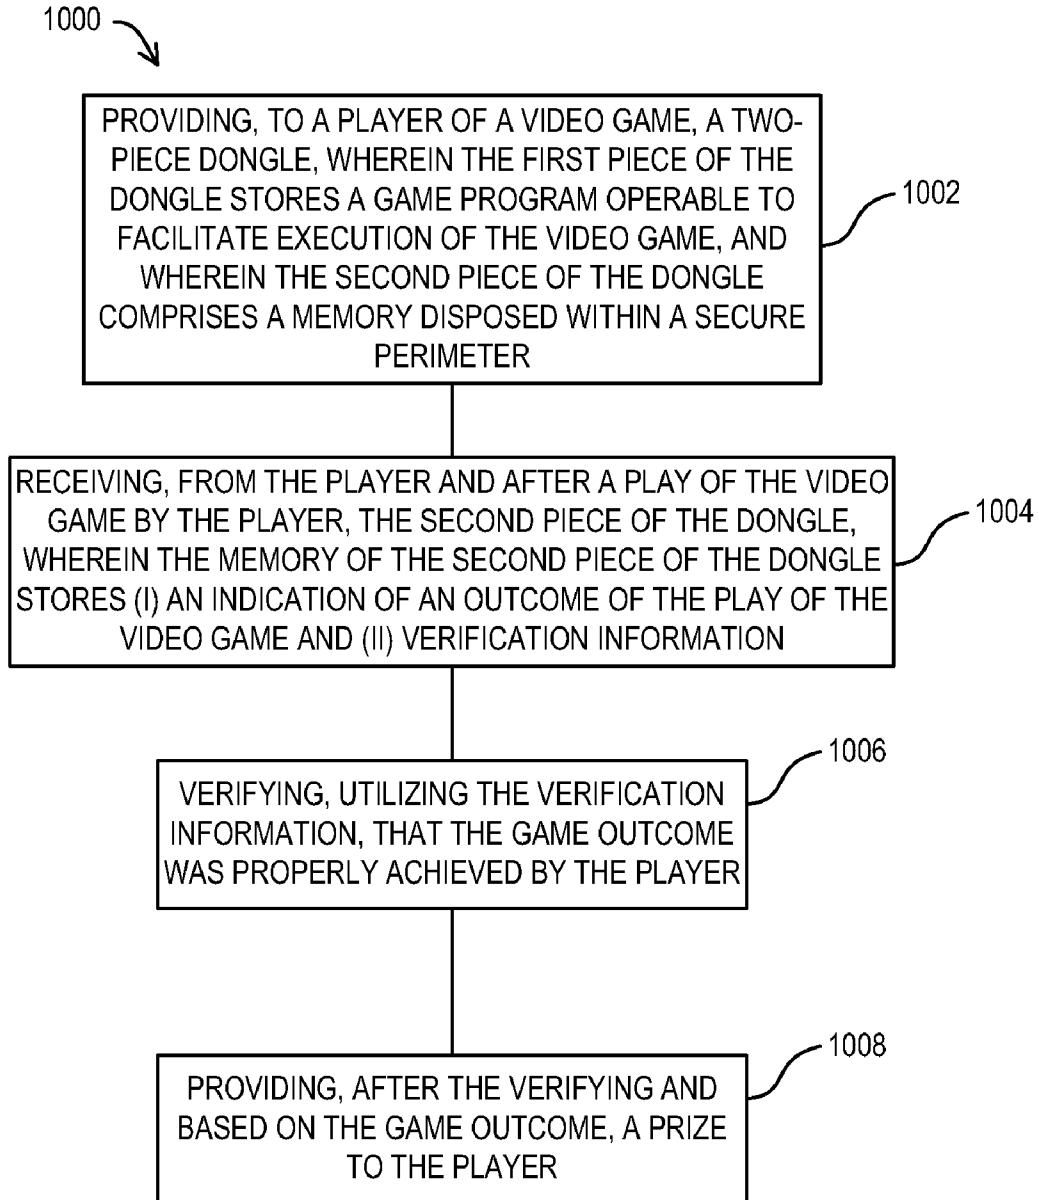 1000
PROVIDING, TO A PLAYER OF A VIDEO GAME, A TWO-
PIECE DONGLE, WHEREIN THE FIRST PIECE OF THE
DONGLE STORES A GAME PROGRAM OPERABLE TO
FACILITATE EXECUTION OF THE VIDEO GAME, AND
WHEREIN THE SECOND PIECE OF THE DONGLE
COMPRISES A MEMORY DISPOSED WITHIN A SECURE
PERIMETER
1002
RECEIVING, FROM THE PLAYER AND AFTER A PLAY OF THE VIDEO
GAME BY THE PLAYER, THE SECOND PIECE OF THE DONGLE,
WHEREIN THE MEMORY OF THE SECOND PIECE OF THE DONGLE
STORES (I) AN INDICATION OF AN OUTCOME OF THE PLAY OF THE
VIDEO GAME AND (II) VERIFICATION INFORMATION
1004
VERIFYING, UTILIZING THE VERIFICATION
INFORMATION, THAT THE GAME OUTCOME
WAS PROPERLY ACHIEVED BY THE PLAYER
1006
PROVIDING, AFTER THE VERIFYING AND
BASED ON THE GAME OUTCOME, A PRIZE
TO THE PLAYER
1008